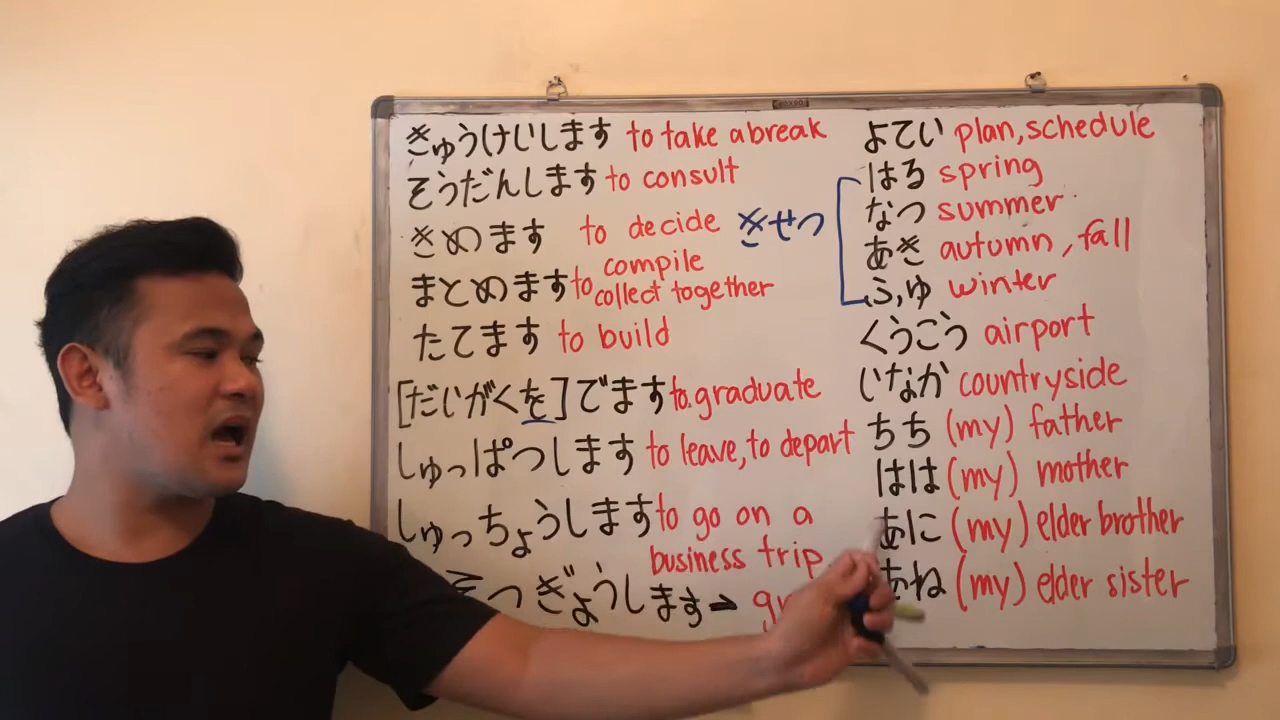 きゅうけいします to take a break
そうだんします to consult
きめます to decide
まとめます to compile
collect together
たてます to build
[だいがくを]でます to graduate
しゅっぱつします to leave, to depart
しゅっちょうします to go on a
business trip
そつぎょうします⇒
きせつ
よてい plan, schedule
はる spring
なつ summer
あき autumn, fall
ふゆ winter
くうこう airport
いなか countryside
ちち (my) father
はは (my) mother
あに (my) elder brother
あね (my) elder sister